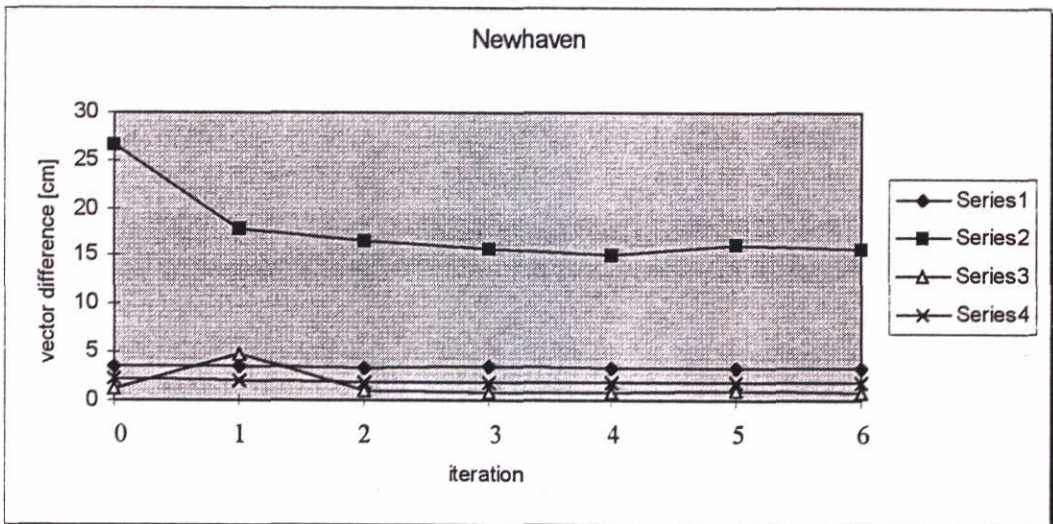 Newhaven
vector difference [cm]
30
25
20
15
10
5
0
0 1 2 3 4 5 6
iteration
Series1
Series2
Series3
Series4